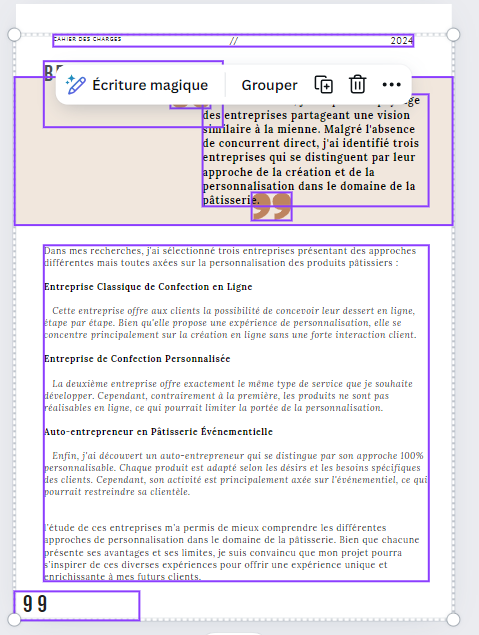 CAHIER DES CHARGES // 2024
Écriture magique Grouper
des entreprises partageant une vision
similaire à la mienne. Malgré l'absence
de concurrent direct, j'ai identifié trois
entreprises qui se distinguent par leur
approche de la création et de la
personnalisation dans le domaine de la
pâtisserie.
Dans mes recherches, j'ai sélectionné trois entreprises présentant des approches
différentes mais toutes axées sur la personnalisation des produits pâtissiers :
Entreprise Classique de Confection en Ligne
Cette entreprise offre aux clients la possibilité de concevoir leur dessert en ligne,
étape par étape. Bien qu'elle propose une expérience de personnalisation, elle se
concentre principalement sur la création en ligne sans une forte interaction client.
Entreprise de Confection Personnalisée
La deuxième entreprise offre exactement le même type de service que je souhaite
développer. Cependant, contrairement à la première, les produits ne sont pas
réalisables en ligne, ce qui pourrait limiter la portée de la personnalisation.
Auto-entrepreneur en Pâtisserie Événementielle
Enfin, j'ai découvert un auto-entrepreneur qui se distingue par son approche 100%
personnalisable. Chaque produit est adapté selon les désirs et les besoins spécifiques
des clients. Cependant, son activité est principalement axée sur l'événementiel, ce qui
pourrait restreindre sa clientèle.
l'étude de ces entreprises m'a permis de mieux comprendre les différentes
approches de personnalisation dans le domaine de la pâtisserie. Bien que chacune
présente ses avantages et ses limites, je suis convaincu que mon projet pourra
s'inspirer de ces diverses expériences pour offrir une expérience unique et
enrichissante à mes futurs clients.
99